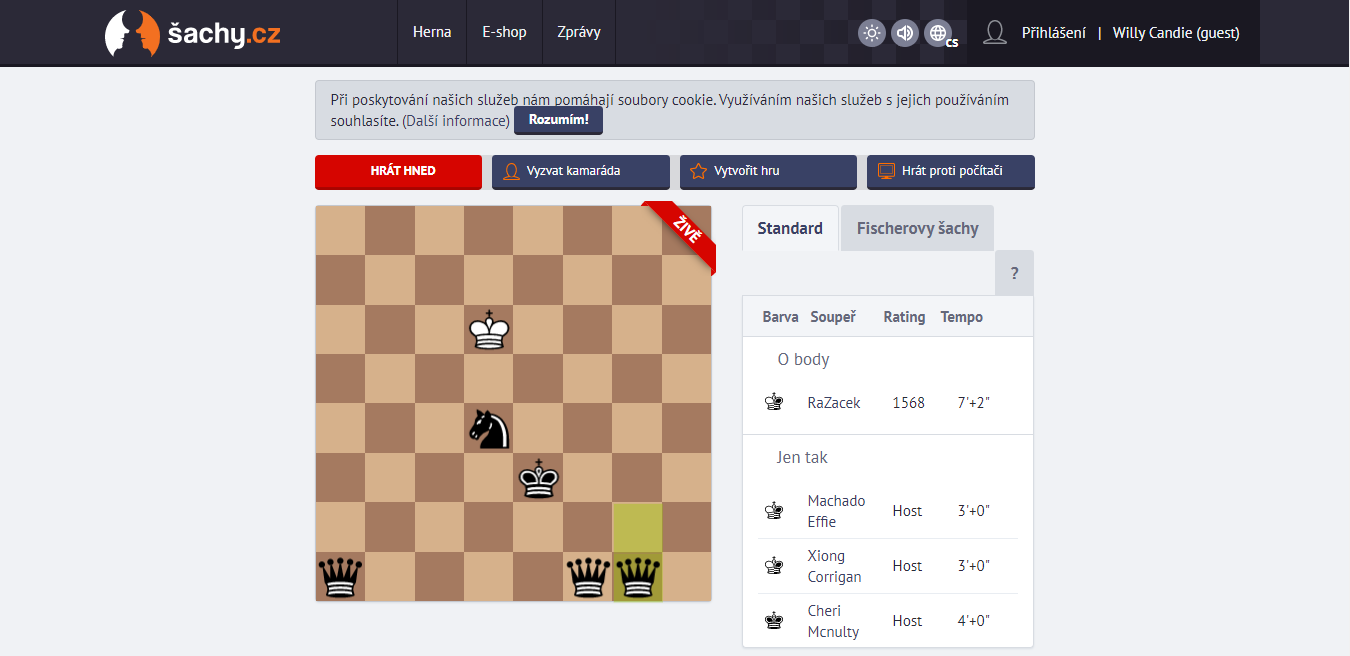 šachy.cz
Herna
E-shop
Zprávy
CS
Přihlášení | Willy Candie (guest)
Při poskytování našich služeb nám pomáhají soubory cookie. Využíváním našich služeb s jejich používáním
souhlasíte. (Další informace) Rozumím!
HRÁT HNED
Vyzvat kamaráda
Vytvořit hru
Hrát proti počítači
ŽIVĚ
Standard
Fischerovy šachy
?
Barva Soupeř Rating Tempo
O body
RaZacek 1568 7'+2"
Jen tak
Machado
Effie
Host 3'+0"
Xiong
Corrigan
Host 3'+0"
Cheri
Mcnulty
Host 4'+0"